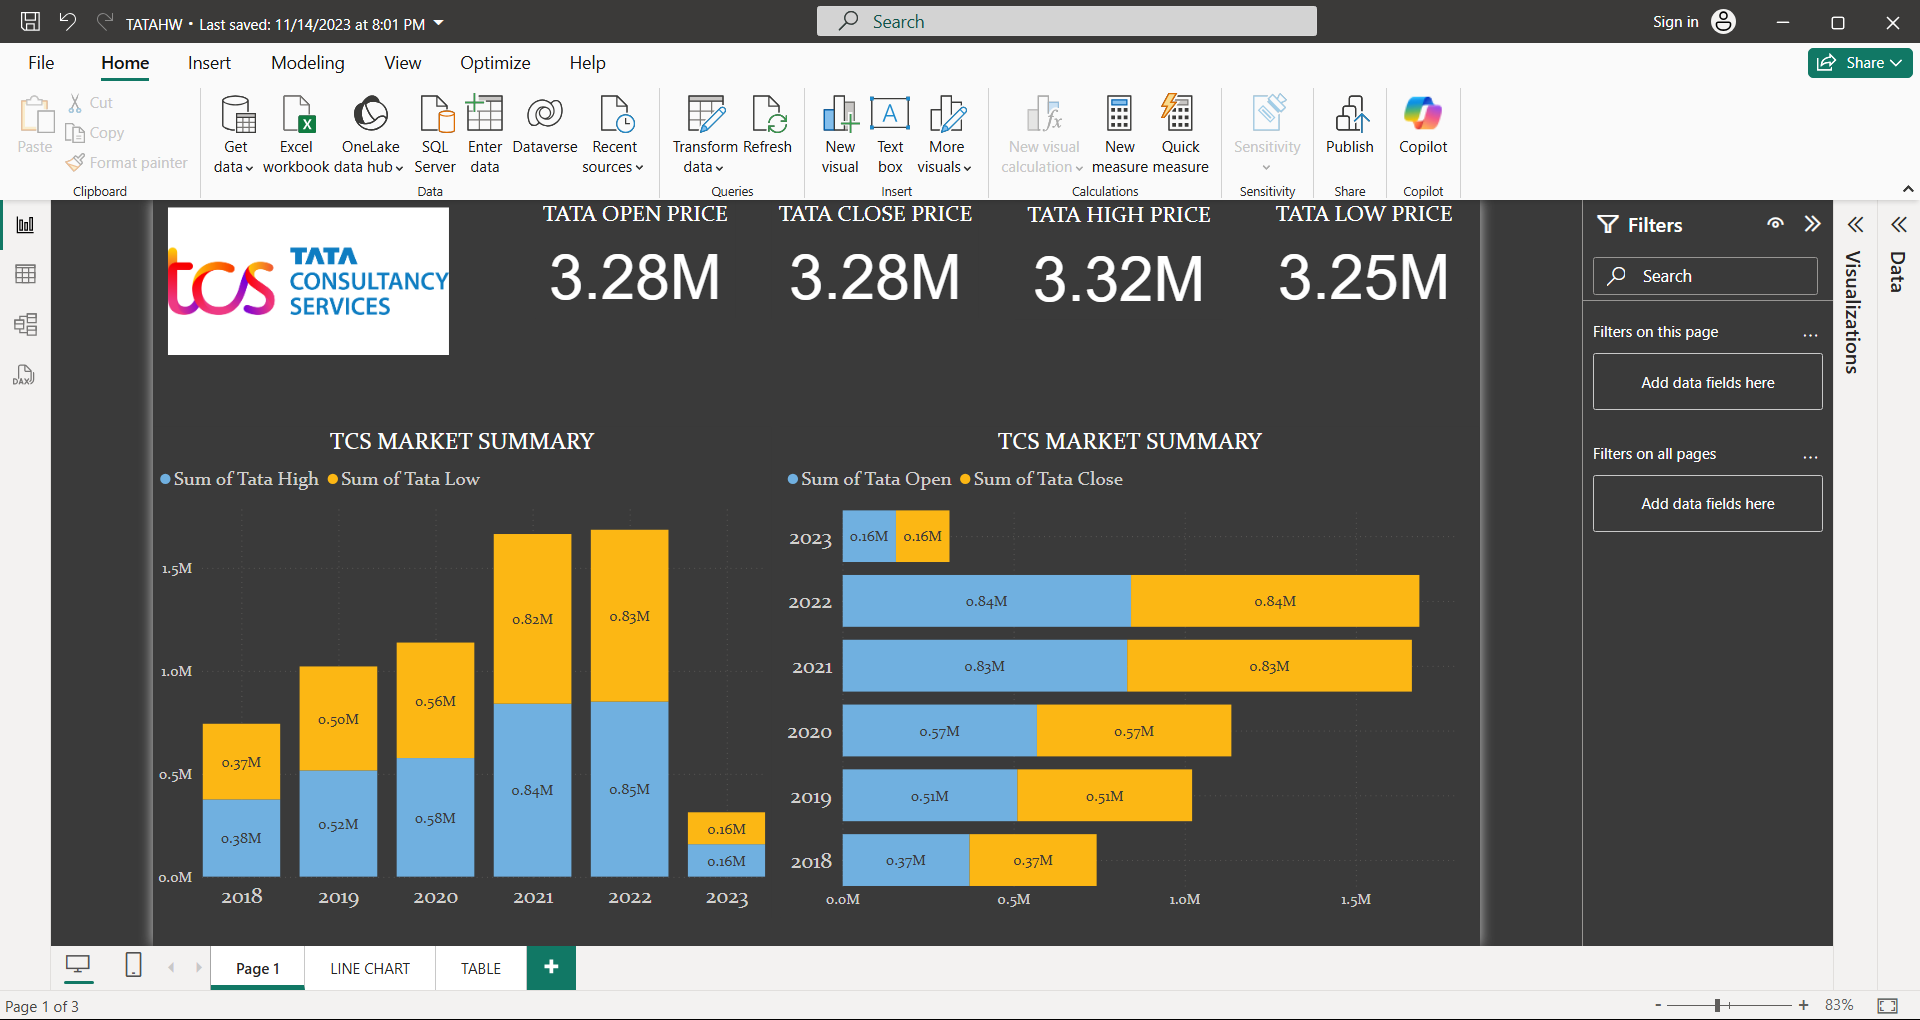 TATAHW • Last saved: 11/14/2023 at 8:01 PM
Search
Sign in
File
Home
Insert
Modeling
View
Optimize
Help
Share
Paste
Cut
Copy
Format painter
Clipboard
Get data
Excel workbook
OneLake data hub
SQL Server
Enter data
Dataverse
Recent sources
Data
Transform data
Refresh
Queries
New visual
Text box
More visuals
Insert
New visual calculation
New measure
Quick measure
Calculations
Sensitivity
Sensitivity
Publish
Share
Copilot
Copilot
tcs
TATA
CONSULTANCY
SERVICES
TATA OPEN PRICE
3.28M
TATA CLOSE PRICE
3.28M
TATA HIGH PRICE
3.32M
TATA LOW PRICE
3.25M
TCS MARKET SUMMARY
Sum of Tata High
Sum of Tata Low
1.5M
1.0M
0.5M
0.0M
0.37M
0.38M
0.50M
0.52M
0.56M
0.58M
0.82M
0.84M
0.83M
0.85M
0.16M
0.16M
2018
2019
2020
2021
2022
2023
TCS MARKET SUMMARY
Sum of Tata Open
Sum of Tata Close
2023
0.16M
0.16M
2022
0.84M
0.84M
2021
0.83M
0.83M
2020
0.57M
0.57M
2019
0.51M
0.51M
2018
0.37M
0.37M
0.0M
0.5M
1.0M
1.5M
Filters
Search
Filters on this page
...
Add data fields here
Filters on all pages
...
Add data fields here
Visualizations
Data
DAX
Page 1
LINE CHART
TABLE
+
Page 1 of 3
-
+
83%